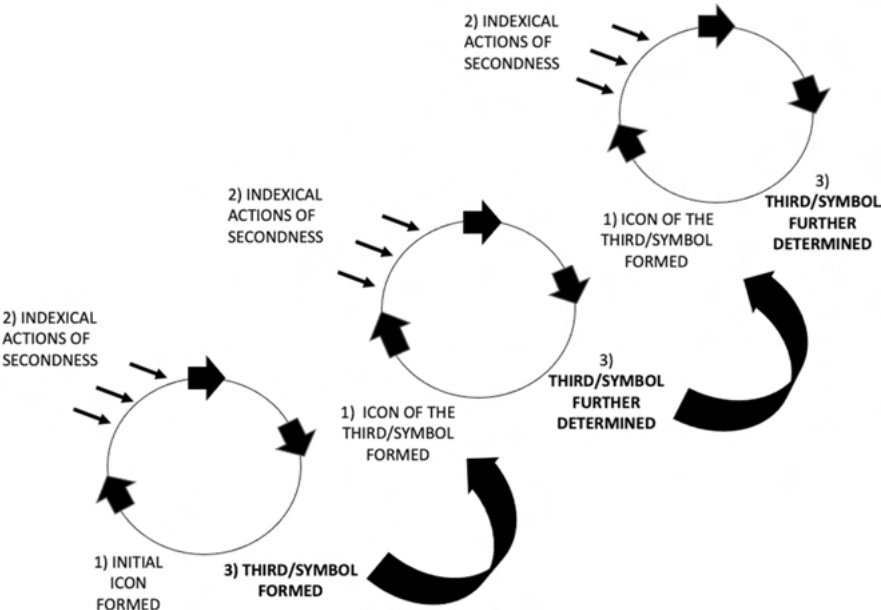 2) INDEXICAL
ACTIONS OF
SECONDNESS
3)
THIRD/SYMBOL
FURTHER
DETERMINED
1) ICON OF THE
THIRD/SYMBOL
FORMED
2) INDEXICAL
ACTIONS OF
SECONDNESS
3)
THIRD/SYMBOL
FURTHER
DETERMINED
1) ICON OF THE
THIRD/SYMBOL
FORMED
2) INDEXICAL
ACTIONS OF
SECONDNESS
1) INITIAL
ICON
FORMED
3) THIRD/SYMBOL
FORMED